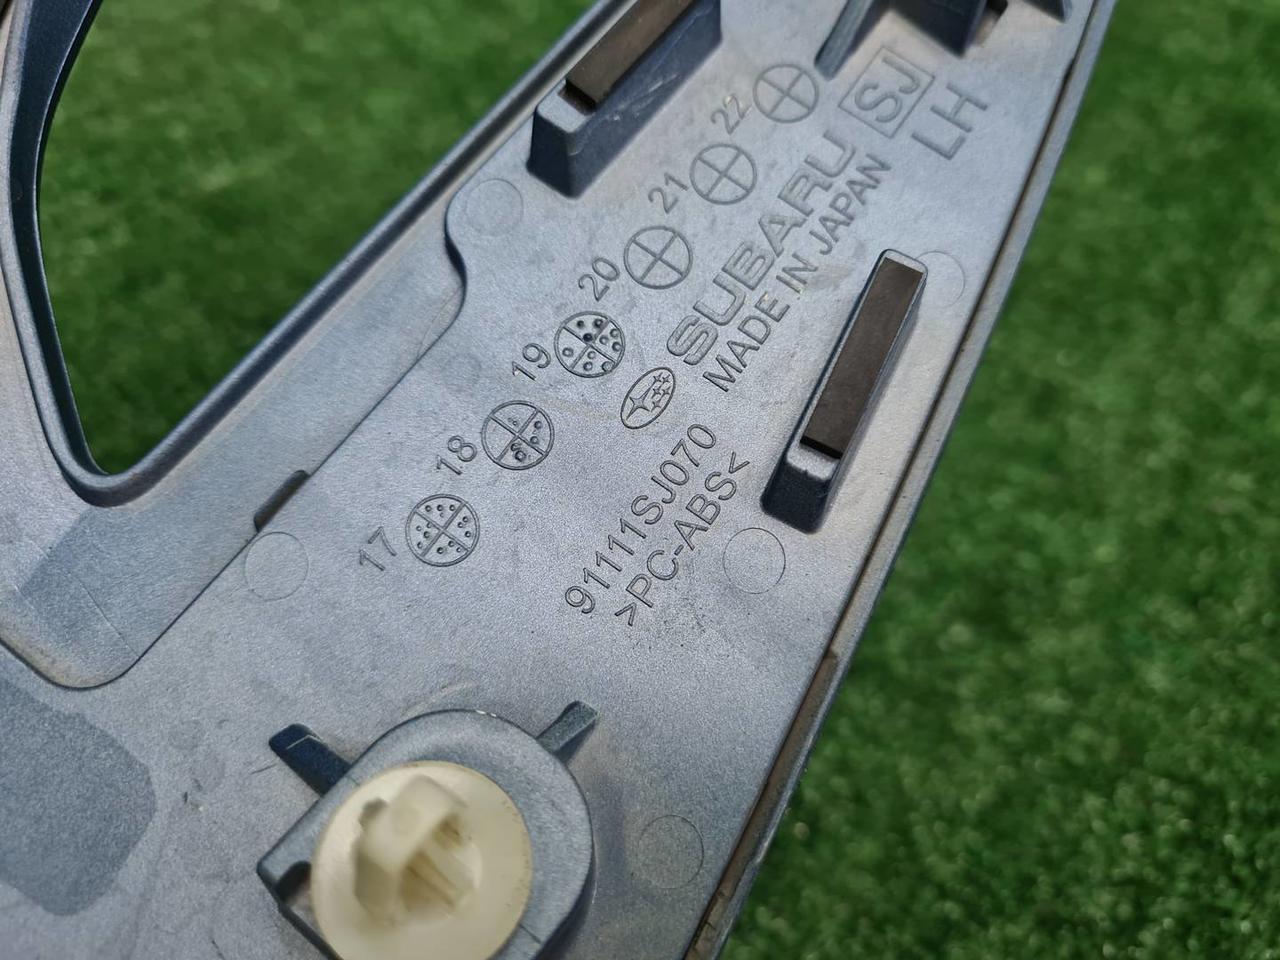 SJ
LH
SUBARU
MADE IN JAPAN
91111SJ070
>PC-ABS<
17
18
19
20
21
22